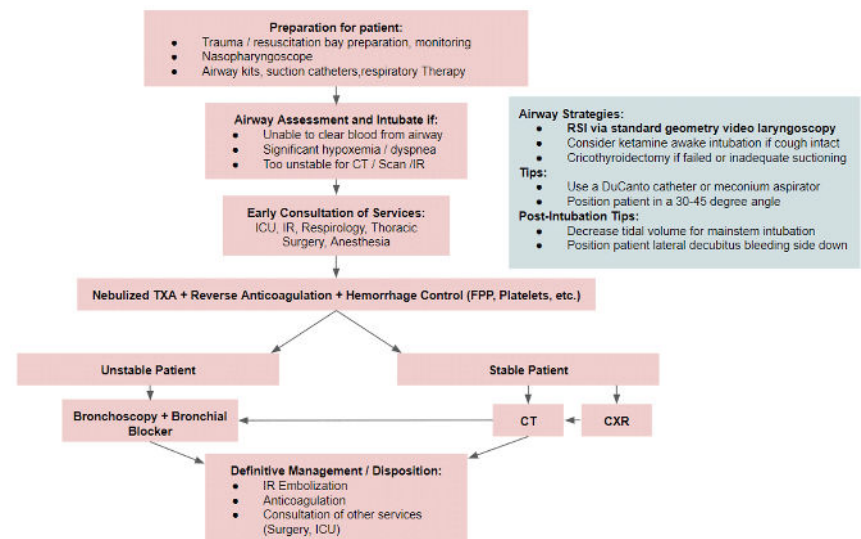 Preparation for patient:
● Trauma / resuscitation bay preparation, monitoring
● Nasopharyngoscope
● Airway kits, suction catheters,respiratory Therapy
Airway Assessment and Intubate if:
● Unable to clear blood from airway
● Significant hypoxemia / dyspnea
● Too unstable for CT / Scan /IR
Early Consultation of Services:
ICU, IR, Respirology, Thoracic
Surgery, Anesthesia
Airway Strategies:
● RSI via standard geometry video laryngoscopy
● Consider ketamine awake intubation if cough intact
● Cricothyroidectomy if failed or inadequate suctioning
Tips:
● Use a DuCanto catheter or meconium aspirator
● Position patient in a 30-45 degree angle
Post-Intubation Tips:
● Decrease tidal volume for mainstem intubation
● Position patient lateral decubitus bleeding side down
Nebulized TXA + Reverse Anticoagulation + Hemorrhage Control (FPP, Platelets, etc.)
Unstable Patient
Stable Patient
Bronchoscopy + Bronchial
Blocker
CT
CXR
Definitive Management / Disposition:
● IR Embolization
● Anticoagulation
● Consultation of other services
(Surgery, ICU)